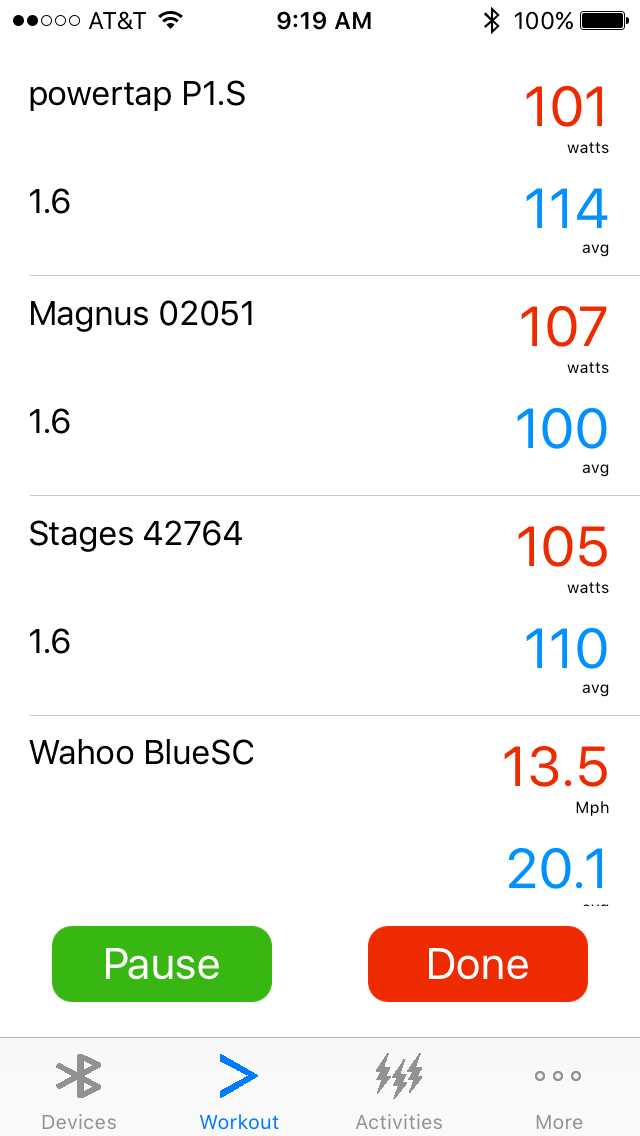 AT&T 9:19 AM 100%
powertap P1.S 101
watts
1.6 114
avg
Magnus 02051 107
watts
1.6 100
avg
Stages 42764 105
watts
1.6 110
avg
Wahoo BlueSC 13.5
Mph
20.1
avg
Pause Done
Devices Workout Activities More